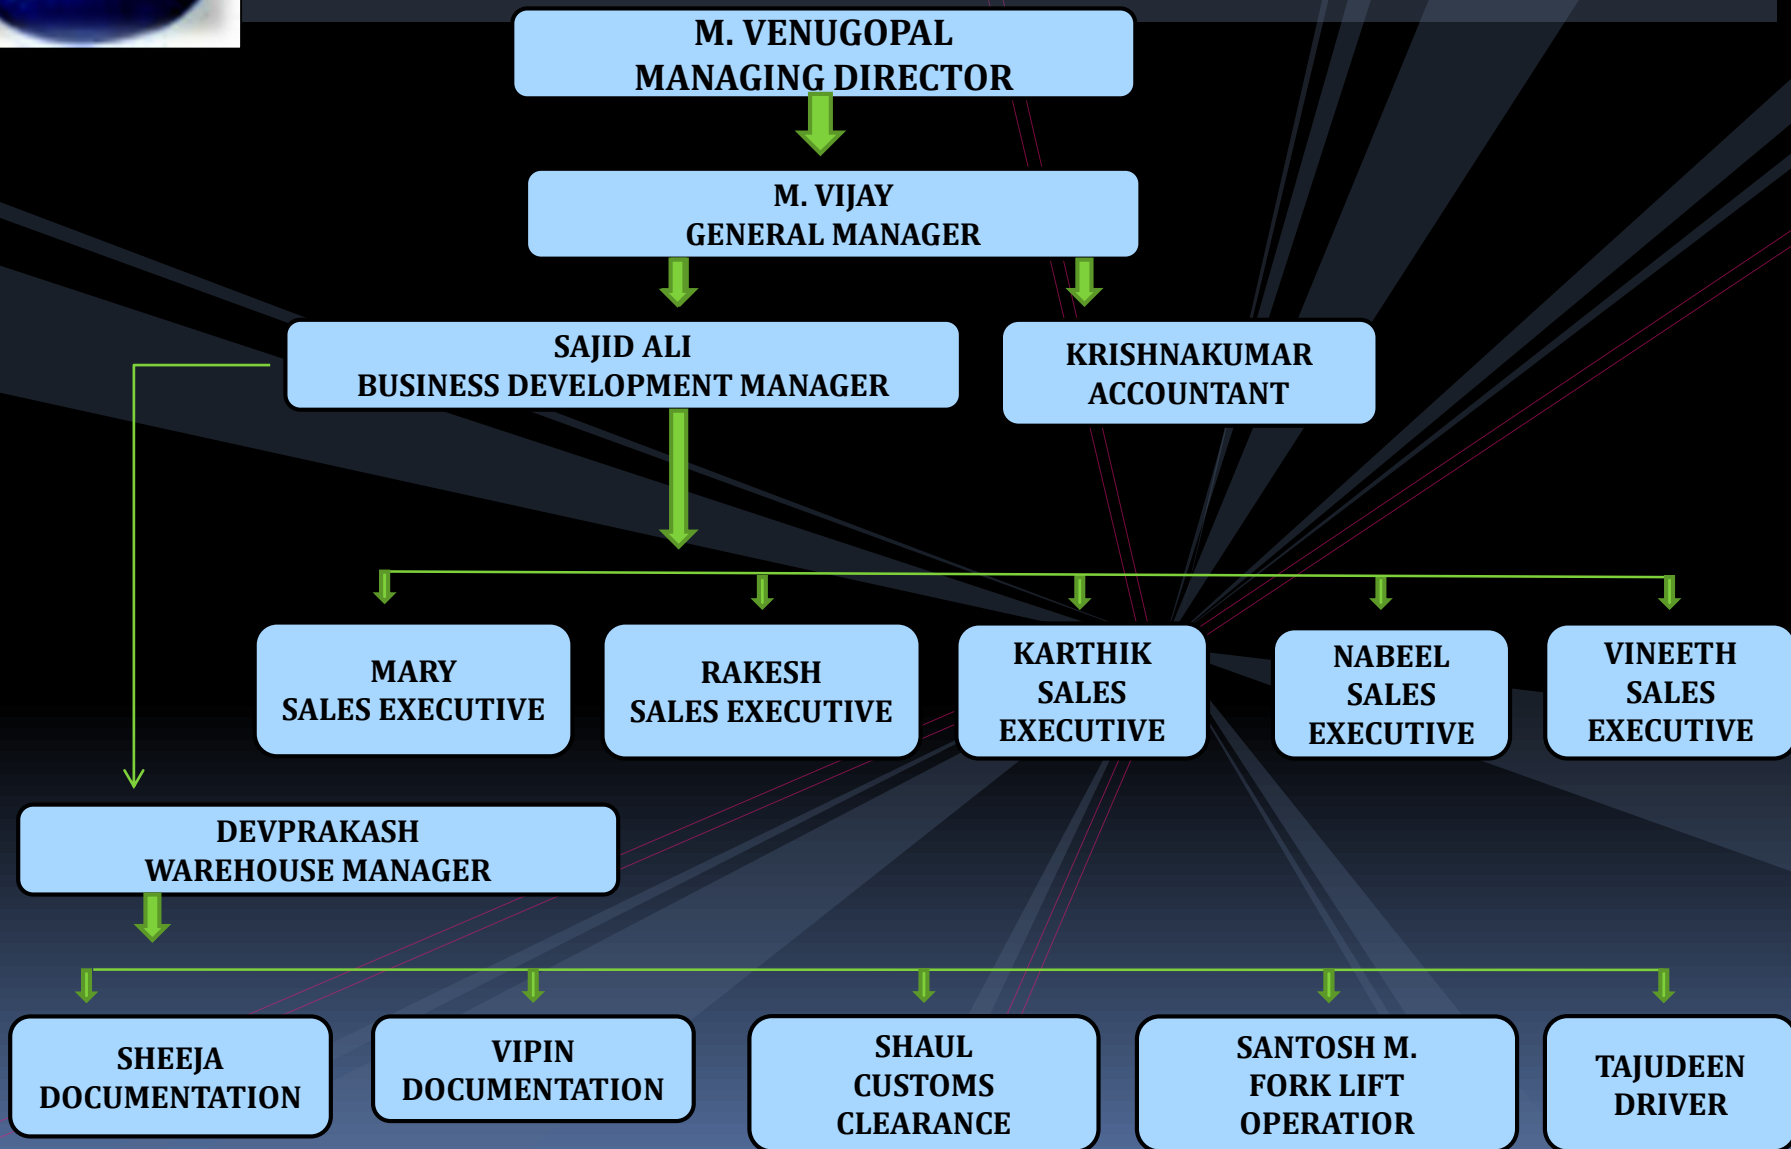 M. VENUGOPAL
MANAGING DIRECTOR
M. VIJAY
GENERAL MANAGER
SAJID ALI
BUSINESS DEVELOPMENT MANAGER
KRISHNAKUMAR
ACCOUNTANT
MARY
SALES EXECUTIVE
RAKESH
SALES EXECUTIVE
KARTHIK
SALES
EXECUTIVE
NABEEL
SALES
EXECUTIVE
VINEETH
SALES
EXECUTIVE
DEVPRAKASH
WAREHOUSE MANAGER
SHEEJA
DOCUMENTATION
VIPIN
DOCUMENTATION
SHAUL
CUSTOMS
CLEARANCE
SANTOSH M.
FORK LIFT
OPERATIOR
TAJUDEEN
DRIVER